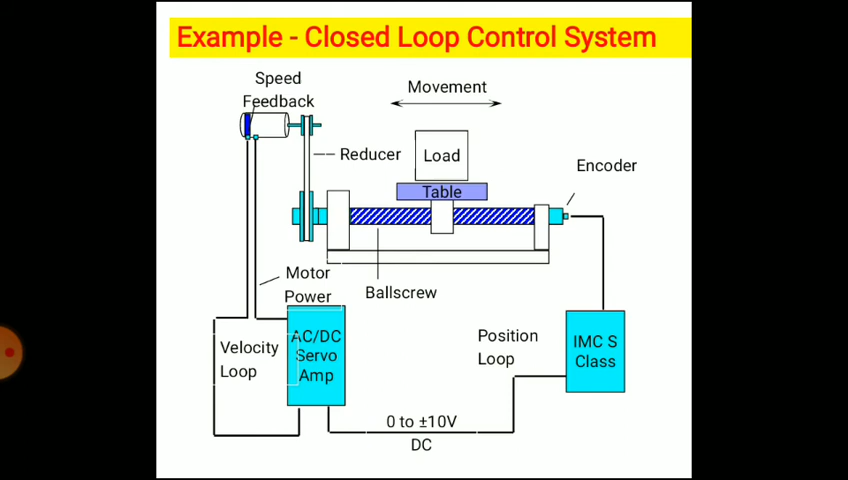 Example - Closed Loop Control System
Speed
Feedback
Movement
Reducer
Load
Encoder
Table
Motor
Power
Ballscrew
Velocity
Loop
AC/DC
Servo
Amp
Position
Loop
IMC S
Class
0 to ±10V
DC